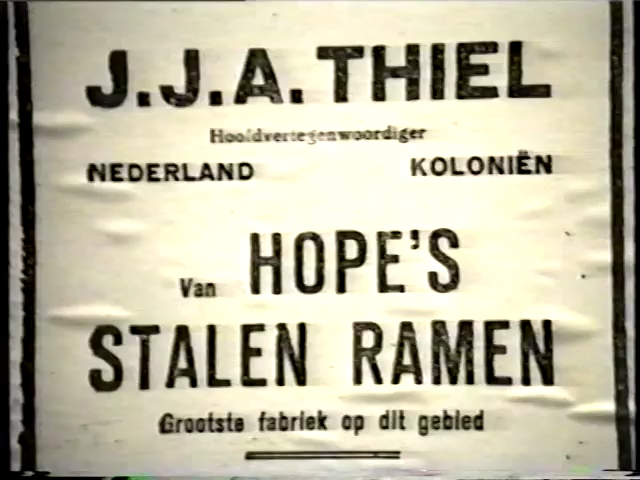 J.J.A. THIEL
Hoofdvertegenwoordiger
NEDERLAND KOLONIËN
Van HOPE'S
STALEN RAMEN
Grootste fabriek op dit gebied